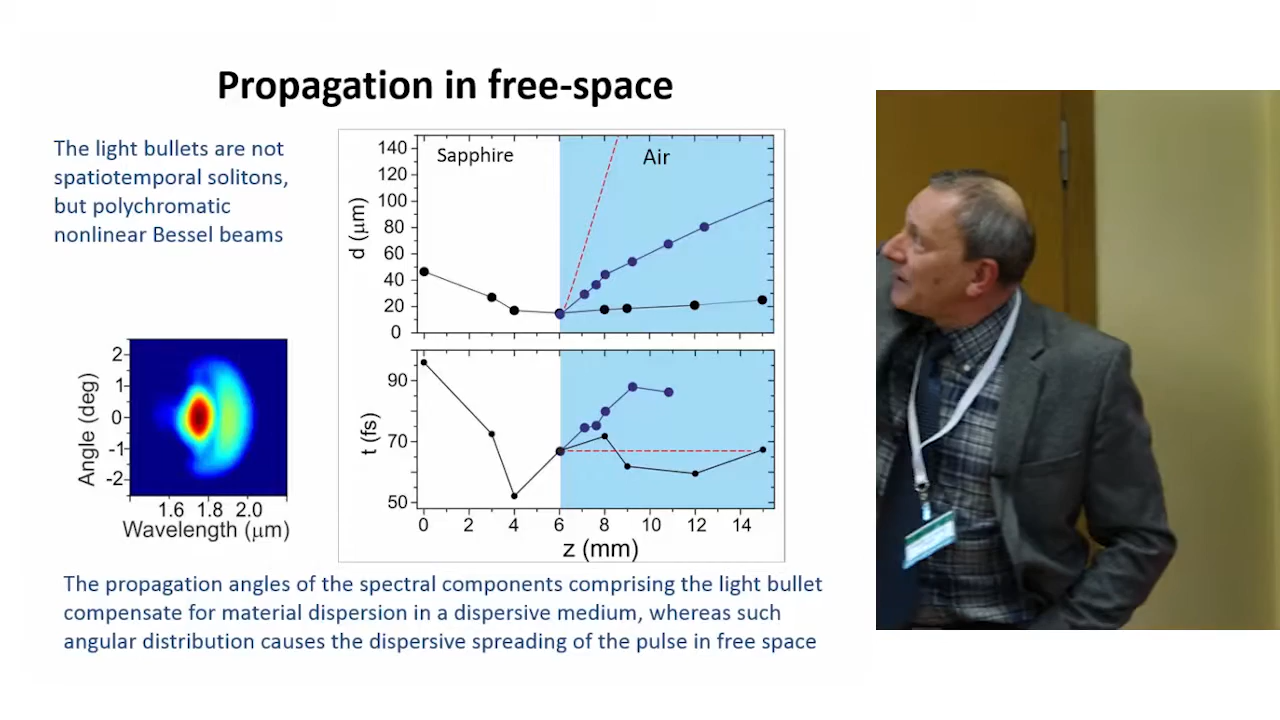 Propagation in free-space
The light bullets are not
spatiotemporal solitons,
but polychromatic
nonlinear Bessel beams
Sapphire
Air
d (μm)
140
120
100
80
60
40
20
0
t (fs)
90
70
50
0 2 4 6 8 10 12 14
z (mm)
Angle (deg)
2
1
0
-1
-2
1.6 1.8 2.0
Wavelength (μm)
The propagation angles of the spectral components comprising the light bullet
compensate for material dispersion in a dispersive medium, whereas such
angular distribution causes the dispersive spreading of the pulse in free space